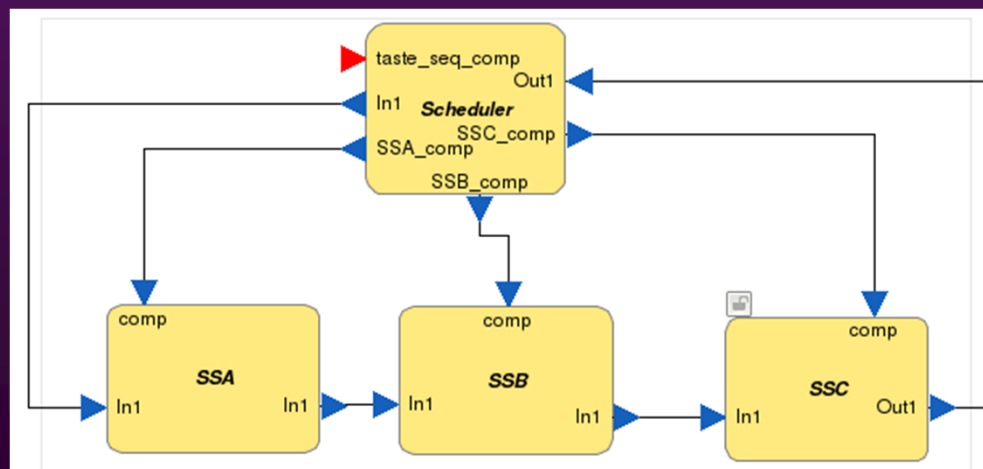 taste_seq_comp
Out1
In1
Scheduler
SSC_comp
SSA_comp
SSB_comp
comp
SSA
In1
In1
comp
SSB
In1
In1
comp
SSC
In1
Out1